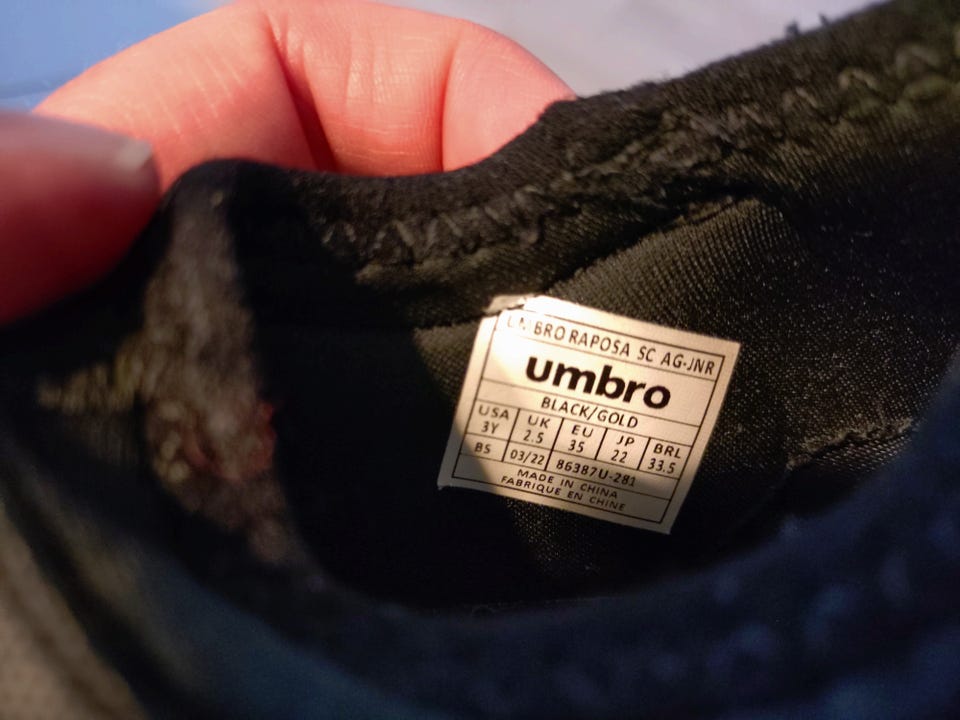 UMBRO RAPOSA SC AG-JNR
umbro
BLACK/GOLD
USA UK EU JP BRL
3Y 2.5 35 22 33.5
BS 03/22 86387U-281
MADE IN CHINA
FABRIQUE EN CHINE